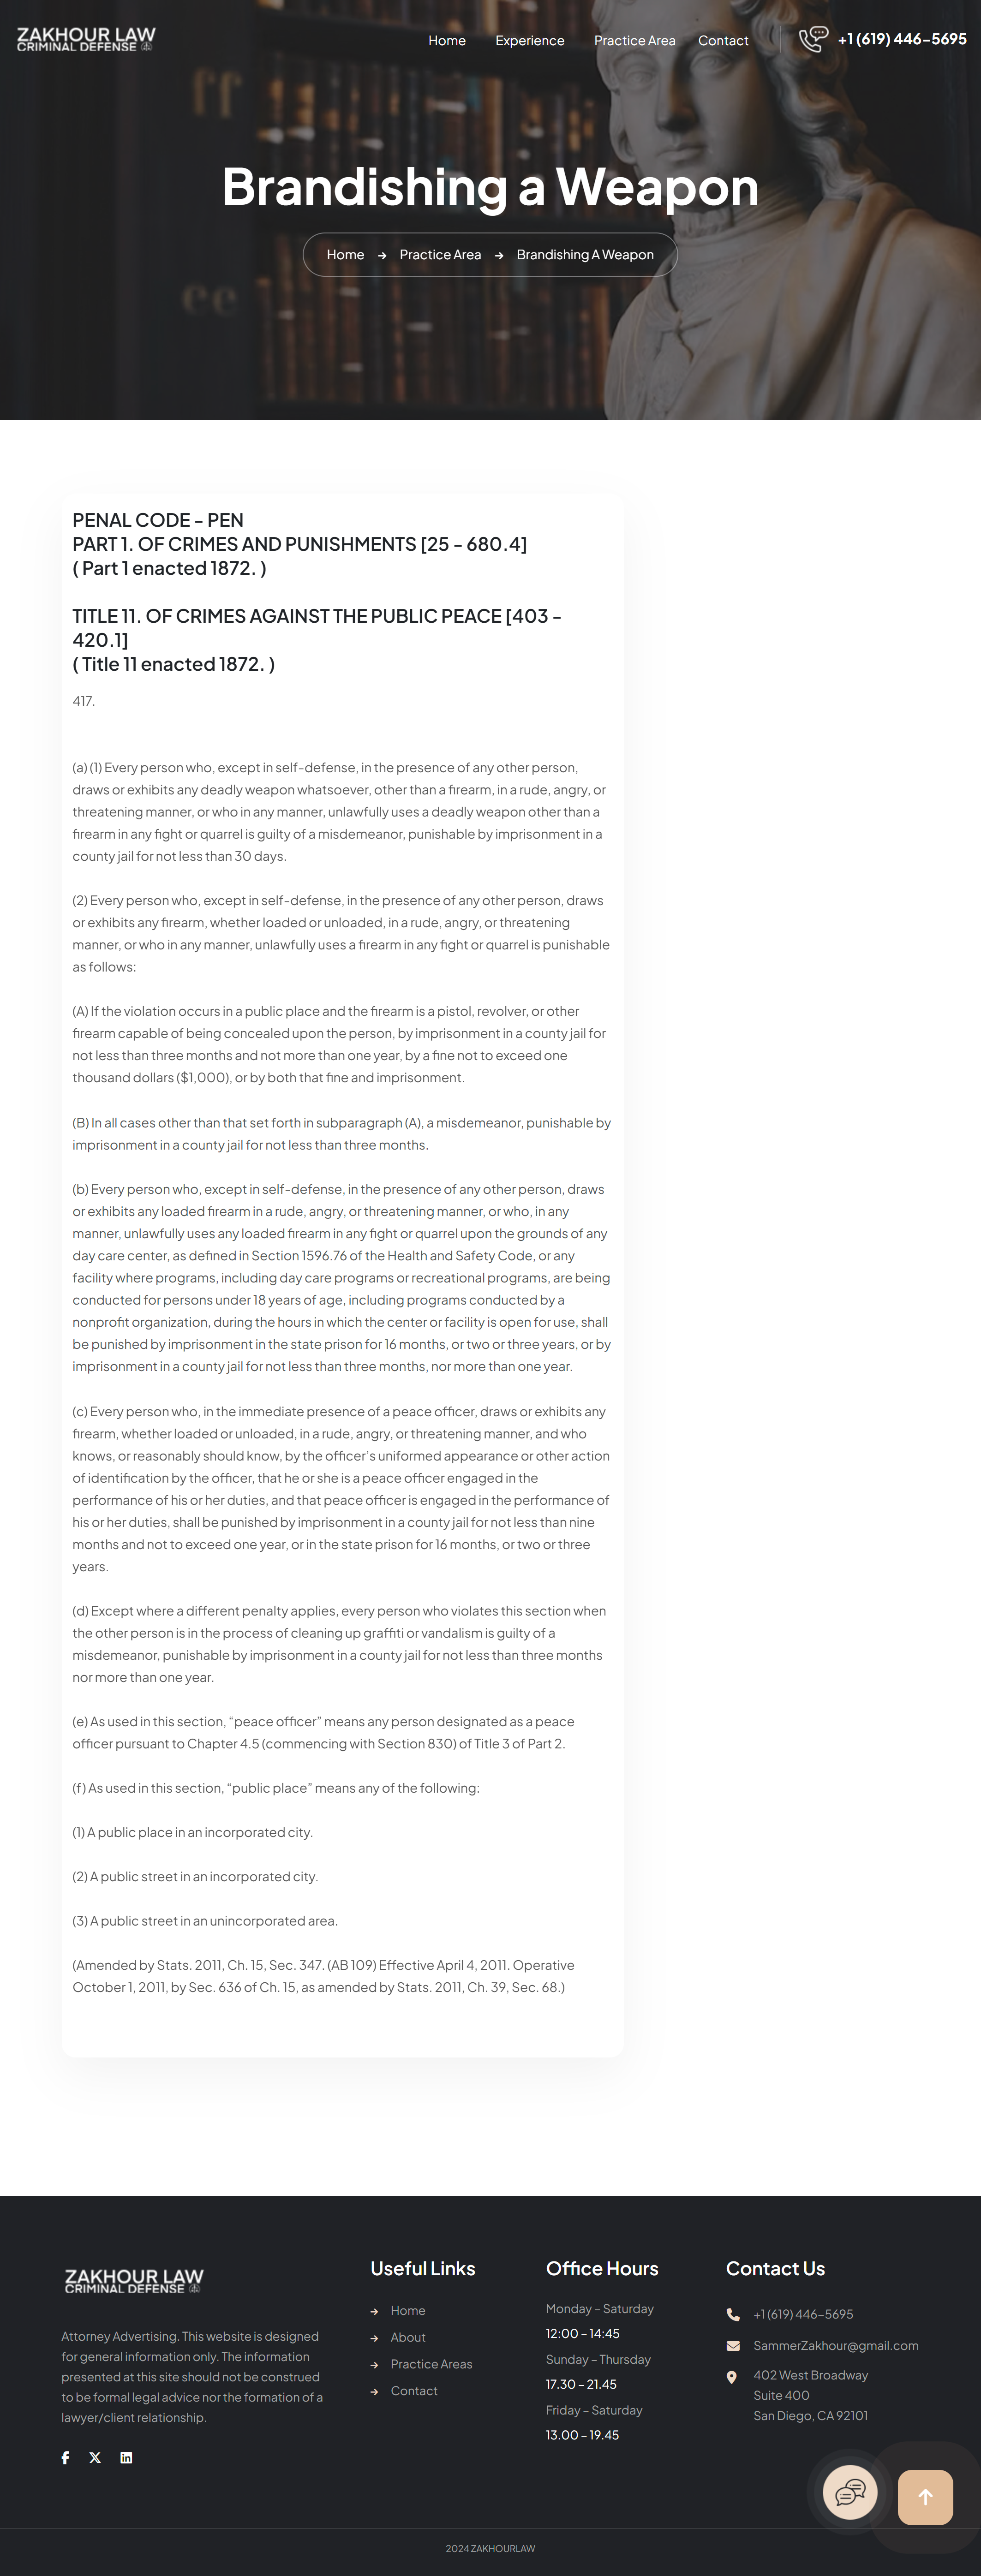 ZAKHOUR LAW
CRIMINAL DEFENSE
Home Experience Practice Area Contact +1 (619) 446-5695
Brandishing a Weapon
Home Practice Area Brandishing A Weapon
PENAL CODE - PEN
PART 1. OF CRIMES AND PUNISHMENTS [25 - 680.4]
( Part 1 enacted 1872. )
TITLE 11. OF CRIMES AGAINST THE PUBLIC PEACE [403 -
420.1]
( Title 11 enacted 1872. )
417.
(a) (1) Every person who, except in self-defense, in the presence of any other person,
draws or exhibits any deadly weapon whatsoever, other than a firearm, in a rude, angry, or
threatening manner, or who in any manner, unlawfully uses a deadly weapon other than a
firearm in any fight or quarrel is guilty of a misdemeanor, punishable by imprisonment in a
county jail for not less than 30 days.
(2) Every person who, except in self-defense, in the presence of any other person, draws
or exhibits any firearm, whether loaded or unloaded, in a rude, angry, or threatening
manner, or who in any manner, unlawfully uses a firearm in any fight or quarrel is punishable
as follows:
(A) If the violation occurs in a public place and the firearm is a pistol, revolver, or other
firearm capable of being concealed upon the person, by imprisonment in a county jail for
not less than three months and not more than one year, by a fine not to exceed one
thousand dollars ($1,000), or by both that fine and imprisonment.
(B) In all cases other than that set forth in subparagraph (A), a misdemeanor, punishable by
imprisonment in a county jail for not less than three months.
(b) Every person who, except in self-defense, in the presence of any other person, draws
or exhibits any loaded firearm in a rude, angry, or threatening manner, or who, in any
manner, unlawfully uses any loaded firearm in any fight or quarrel upon the grounds of any
day care center, as defined in Section 1596.76 of the Health and Safety Code, or any
facility where programs, including day care programs or recreational programs, are being
conducted for persons under 18 years of age, including programs conducted by a
nonprofit organization, during the hours in which the center or facility is open for use, shall
be punished by imprisonment in the state prison for 16 months, or two or three years, or by
imprisonment in a county jail for not less than three months, nor more than one year.
(c) Every person who, in the immediate presence of a peace officer, draws or exhibits any
firearm, whether loaded or unloaded, in a rude, angry, or threatening manner, and who
knows, or reasonably should know, by the officer's uniformed appearance or other action
of identification by the officer, that he or she is a peace officer engaged in the
performance of his or her duties, and that peace officer is engaged in the performance of
his or her duties, shall be punished by imprisonment in a county jail for not less than nine
months and not to exceed one year, or in the state prison for 16 months, or two or three
years.
(d) Except where a different penalty applies, every person who violates this section when
the other person is in the process of cleaning up graffiti or vandalism is guilty of a
misdemeanor, punishable by imprisonment in a county jail for not less than three months
nor more than one year.
(e) As used in this section, “peace officer” means any person designated as a peace
officer pursuant to Chapter 4.5 (commencing with Section 830) of Title 3 of Part 2.
(f) As used in this section, “public place” means any of the following:
(1) A public place in an incorporated city.
(2) A public street in an incorporated city.
(3) A public street in an unincorporated area.
(Amended by Stats. 2011, Ch. 15, Sec. 347. (AB 109) Effective April 4, 2011. Operative
October 1, 2011, by Sec. 636 of Ch. 15, as amended by Stats. 2011, Ch. 39, Sec. 68.)
ZAKHOUR LAW
CRIMINAL DEFENSE
Attorney Advertising. This website is designed
for general information only. The information
presented at this site should not be construed
to be formal legal advice nor the formation of a
lawyer/client relationship.
Useful Links
Home
About
Practice Areas
Contact
Office Hours
Monday – Saturday
12:00 – 14:45
Sunday – Thursday
17.30 – 21.45
Friday – Saturday
13.00 – 19.45
Contact Us
+1 (619) 446-5695
SammerZakhour@gmail.com
402 West Broadway
Suite 400
San Diego, CA 92101
2024 ZAKHOURLAW